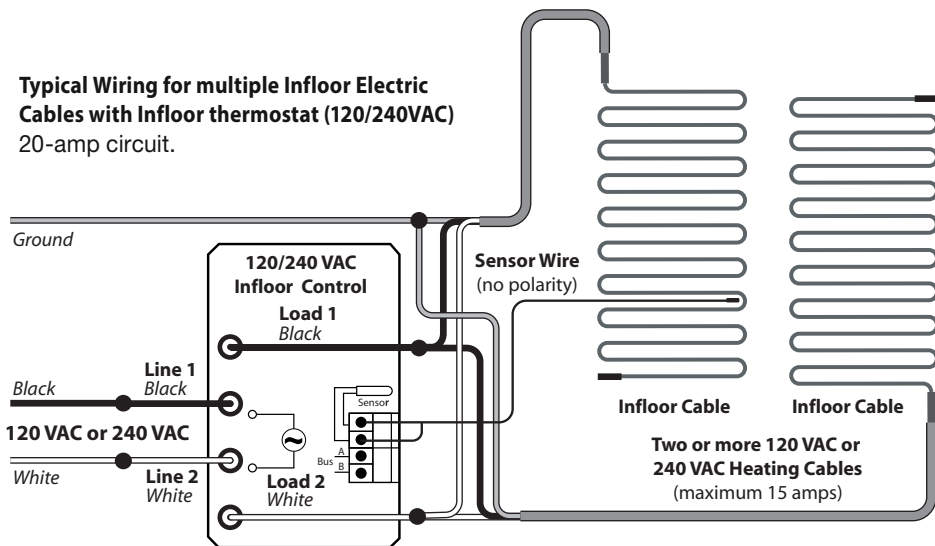 Typical Wiring for multiple Infloor Electric
Cables with Infloor thermostat (120/240VAC)
20-amp circuit.
Ground
120/240 VAC
Infloor Control
Load 1
Black
Sensor Wire
(no polarity)
Line 1
Black
Black
Sensor
120 VAC or 240 VAC
A
Bus
B
White
Line 2
White
Load 2
White
Infloor Cable
Infloor Cable
Two or more 120 VAC or
240 VAC Heating Cables
(maximum 15 amps)